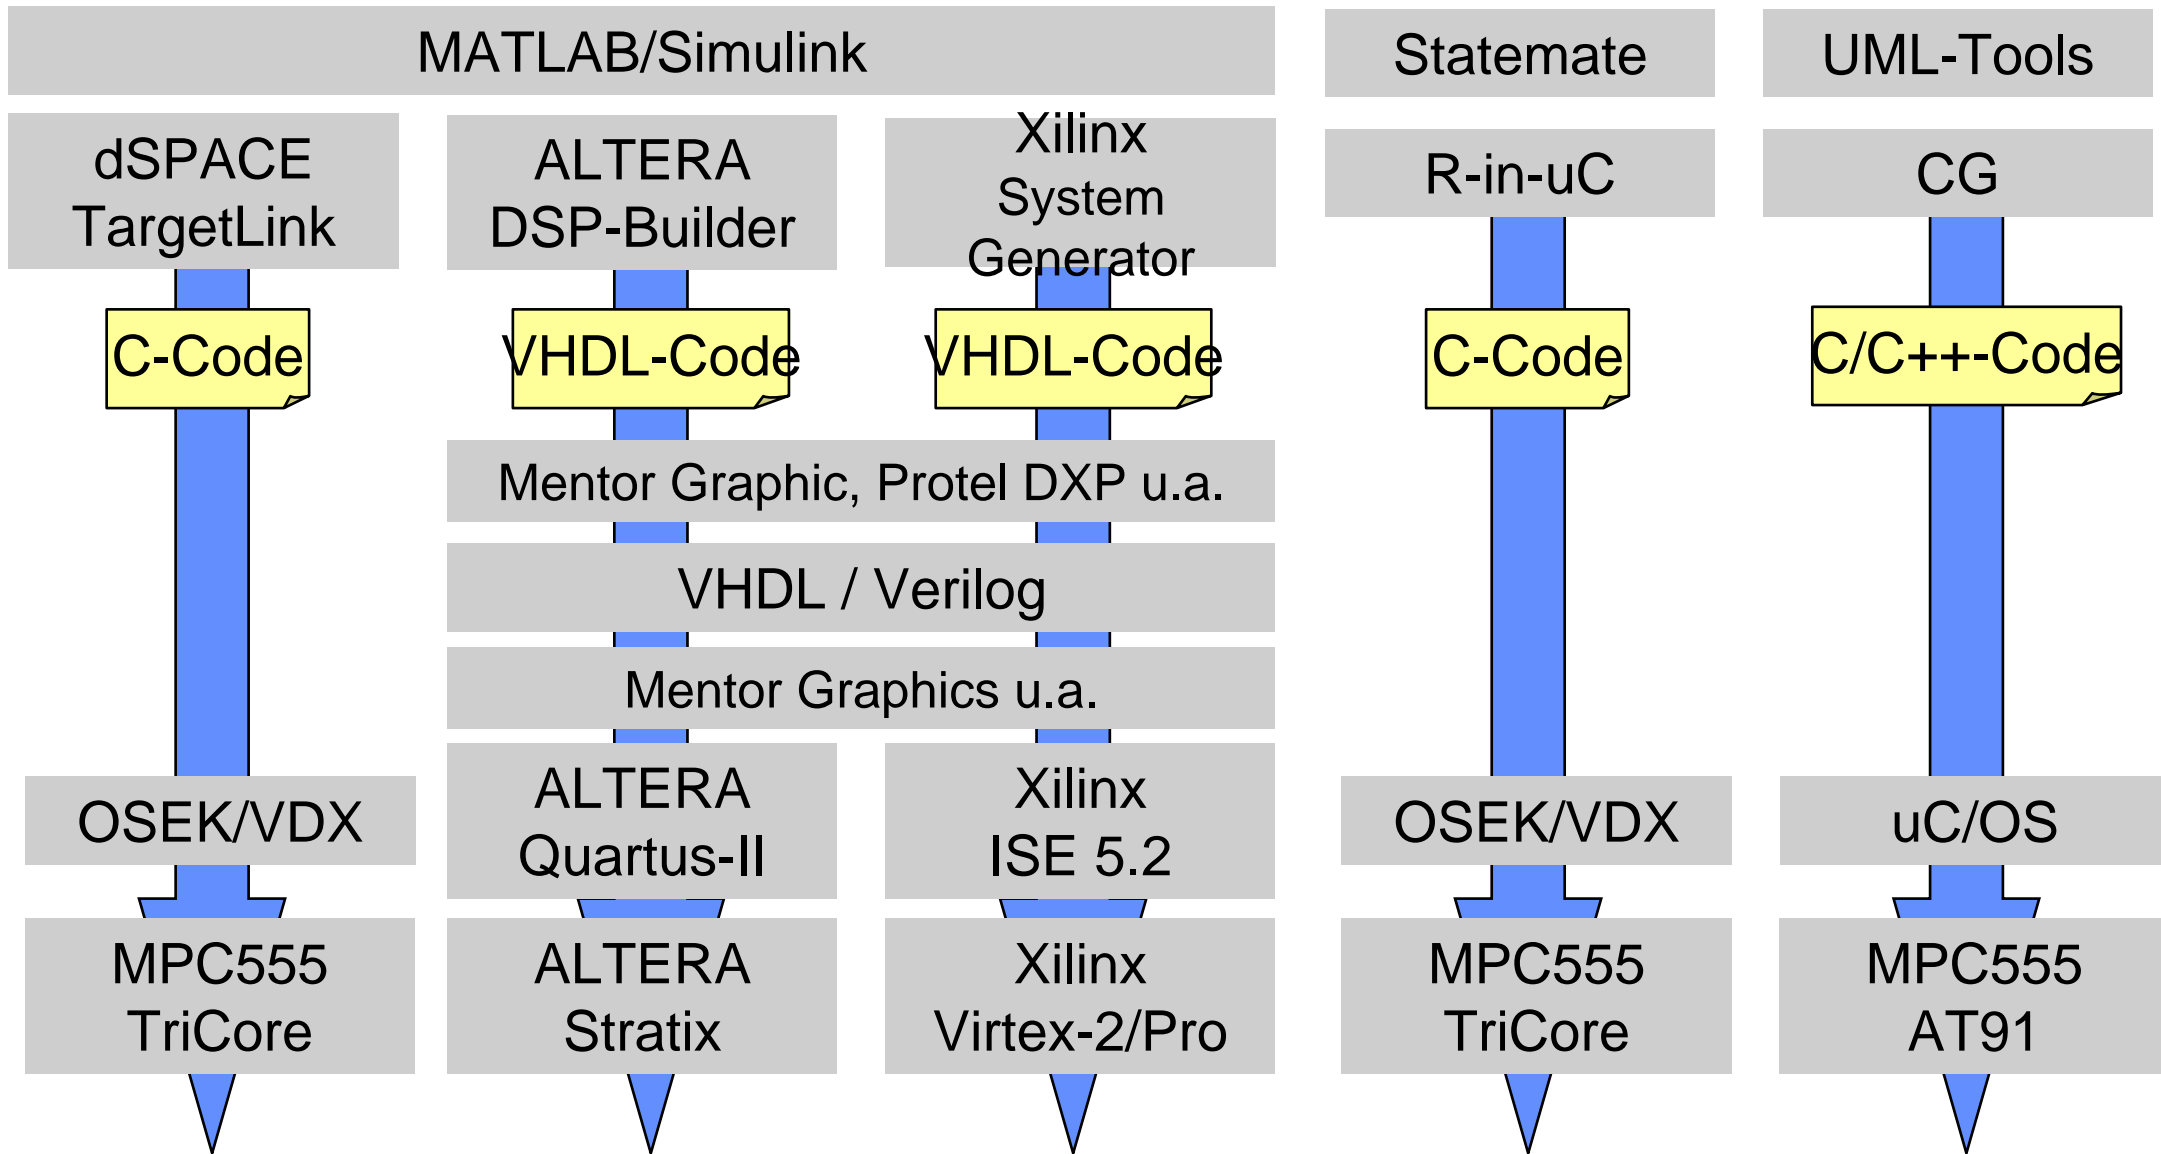 MATLAB/Simulink
Statemate
UML-Tools
dSPACE
TargetLink
ALTERA
DSP-Builder
Xilinx
System
Generator
R-in-uC
CG
C-Code
VHDL-Code
VHDL-Code
C-Code
C/C++-Code
Mentor Graphic, Protel DXP u.a.
VHDL / Verilog
Mentor Graphics u.a.
OSEK/VDX
ALTERA
Quartus-II
Xilinx
ISE 5.2
OSEK/VDX
uC/OS
MPC555
TriCore
ALTERA
Stratix
Xilinx
Virtex-2/Pro
MPC555
TriCore
MPC555
AT91